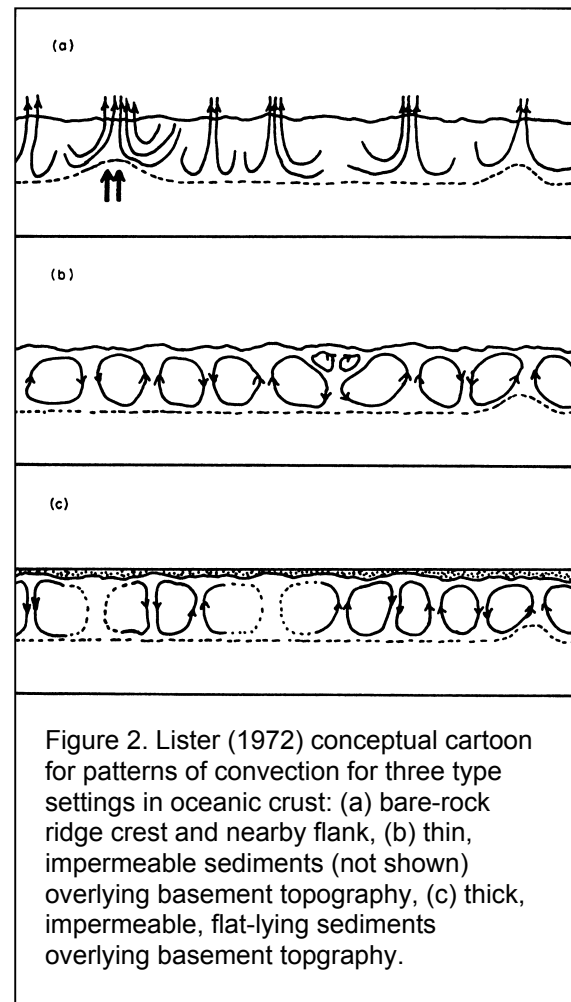 (a)
(b)
(c)
Figure 2. Lister (1972) conceptual cartoon
for patterns of convection for three type
settings in oceanic crust: (a) bare-rock
ridge crest and nearby flank, (b) thin,
impermeable sediments (not shown)
overlying basement topography, (c) thick,
impermeable, flat-lying sediments
overlying basement topgraphy.